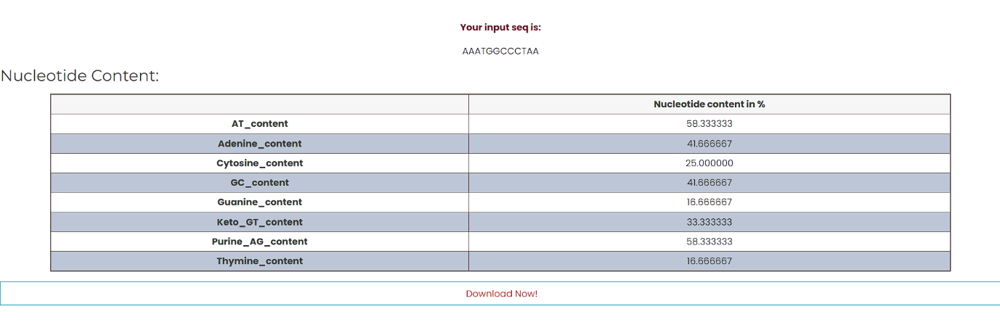 Your input seq is:
AAATGGCCCTAA
Nucleotide Content:
Nucleotide content in %
AT_content 58.333333
Adenine_content 41.666667
Cytosine_content 25.000000
GC_content 41.666667
Guanine_content 16.666667
Keto_GT_content 33.333333
Purine_AG_content 58.333333
Thymine_content 16.666667
Download Now!